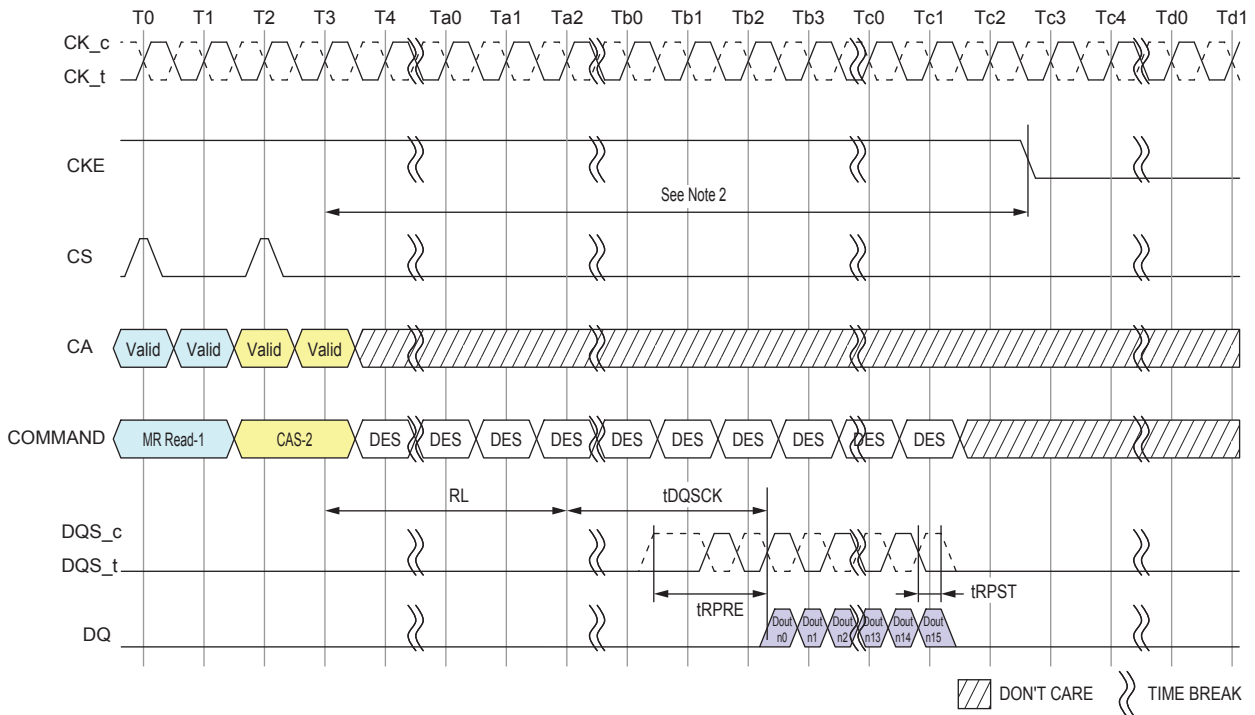 T0 T1 T2 T3 T4 Ta0 Ta1 Ta2 Tb0 Tb1 Tb2 Tb3 Tc0 Tc1 Tc2 Tc3 Tc4 Td0 Td1
CK_c
CK_t
CKE
See Note 2
CS
CA Valid Valid Valid Valid
COMMAND MR Read-1 CAS-2 DES DES DES DES DES DES DES DES DES DES
RL tDQSCK
DQS_c
DQS_t
tRPRE tRPST
DQ Dout n0 Dout n1 Dout n2 Dout n13 Dout n14 Dout n15
DON'T CARE TIME BREAK